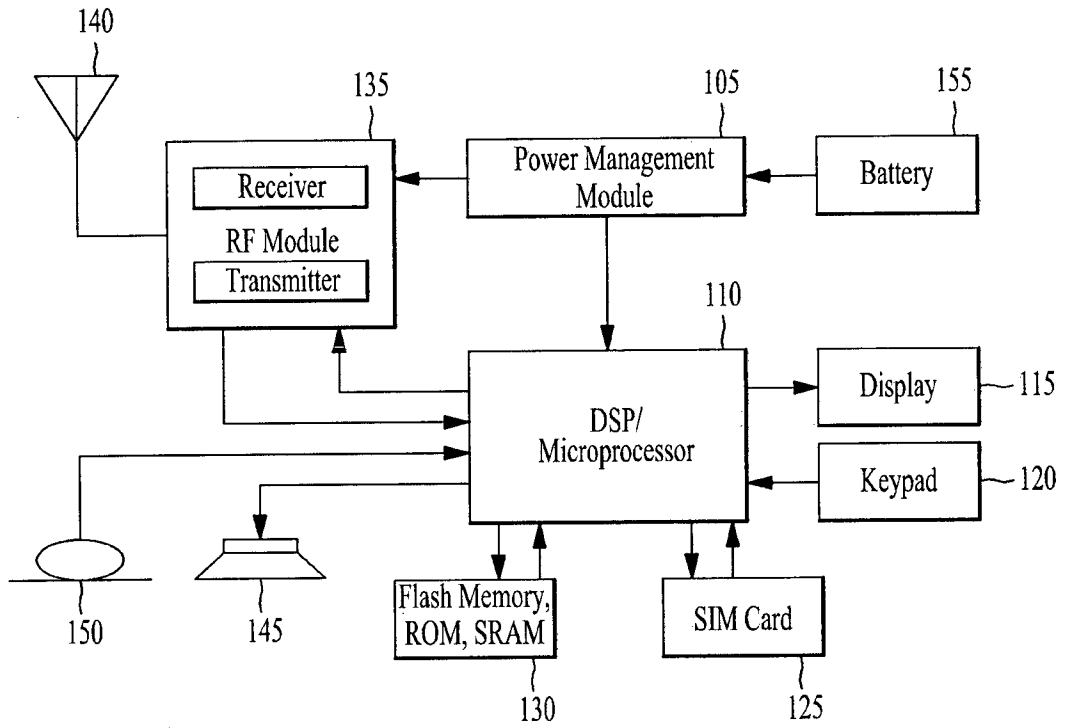 140
135
105
155
Receiver
RF Module
Transmitter
Power Management
Module
Battery
110
DSP/
Microprocessor
Display
115
Keypad
120
150
145
Flash Memory,
ROM, SRAM
130
SIM Card
125